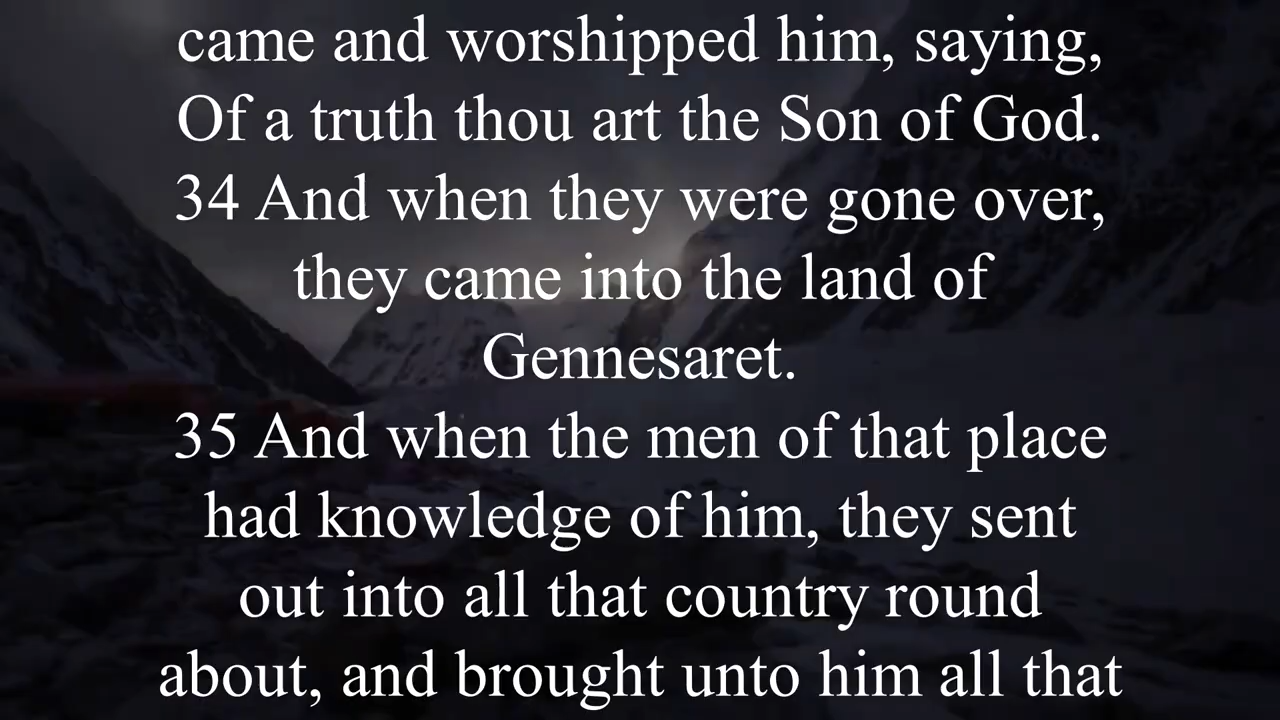 came and worshipped him, saying,
Of a truth thou art the Son of God.
34 And when they were gone over,
they came into the land of
Gennesaret.
35 And when the men of that place
had knowledge of him, they sent
out into all that country round
about, and brought unto him all that